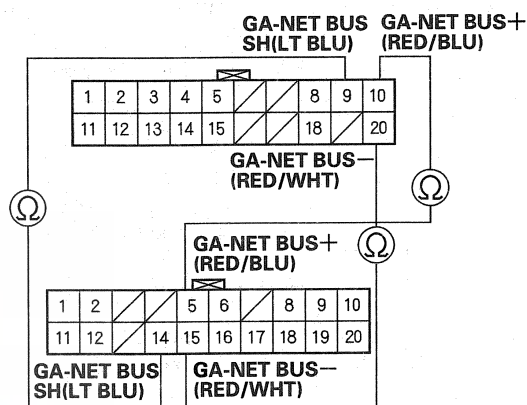 GA-NET BUS SH(LT BLU)
GA-NET BUS+ (RED/BLU)
1 2 3 4 5 8 9 10
11 12 13 14 15 18 20
GA-NET BUS−
(RED/WHT)
Ω
Ω
Ω
GA-NET BUS+
(RED/BLU)
1 2 5 6 8 9 10
11 12 14 15 16 17 18 19 20
GA-NET BUS SH(LT BLU)
GA-NET BUS− (RED/WHT)